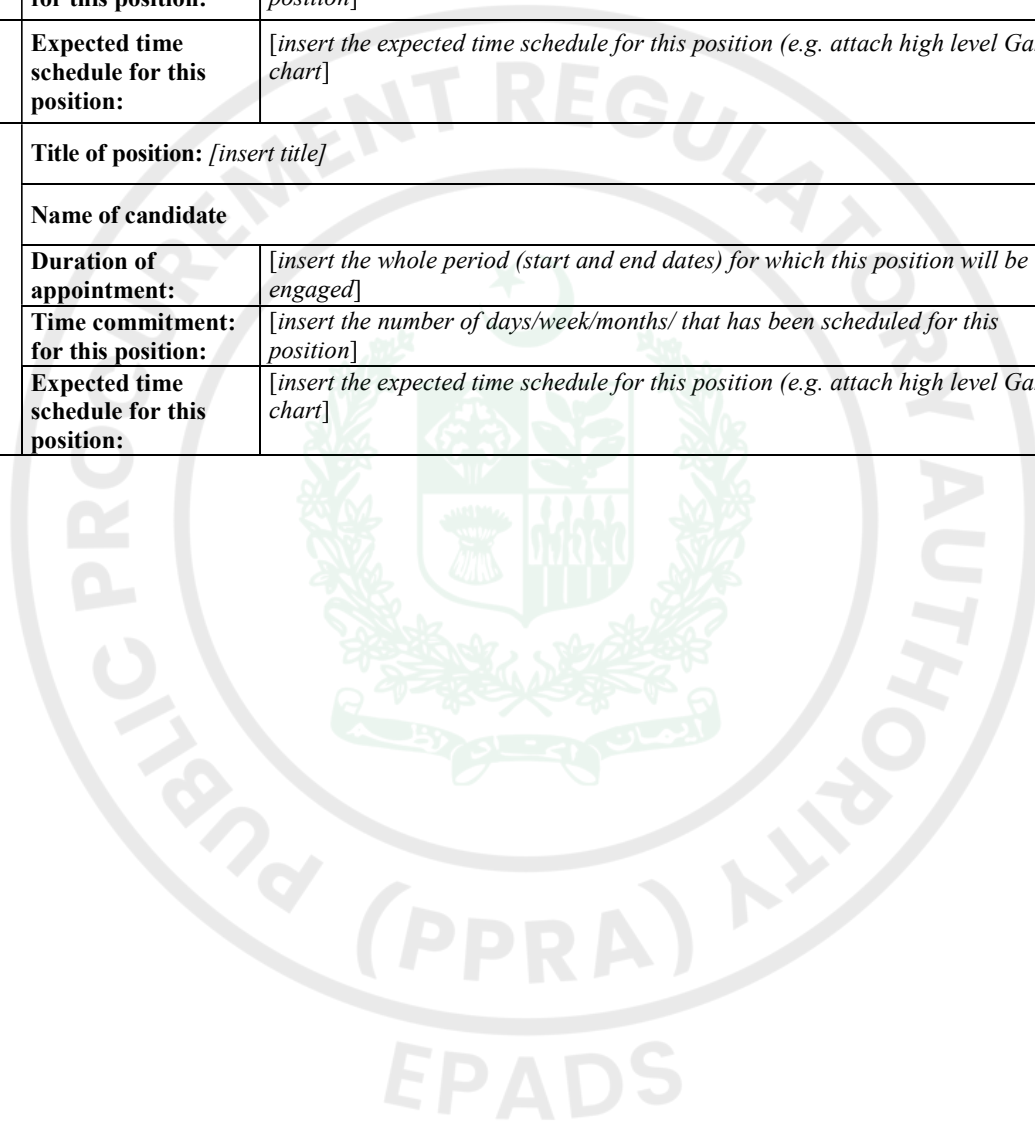 for this position: position]
Expected time [insert the expected time schedule for this position (e.g. attach high level Ga
schedule for this chart]
position:
Title of position: [insert title]
Name of candidate
Duration of [insert the whole period (start and end dates) for which this position will be
appointment: engaged]
Time commitment: [insert the number of days/week/months/ that has been scheduled for this
for this position: position]
Expected time [insert the expected time schedule for this position (e.g. attach high level Ga
schedule for this chart]
position:
PUBLIC PROCUREMENT REGULATORY AUTHORITY
(PPRA)
EPADS